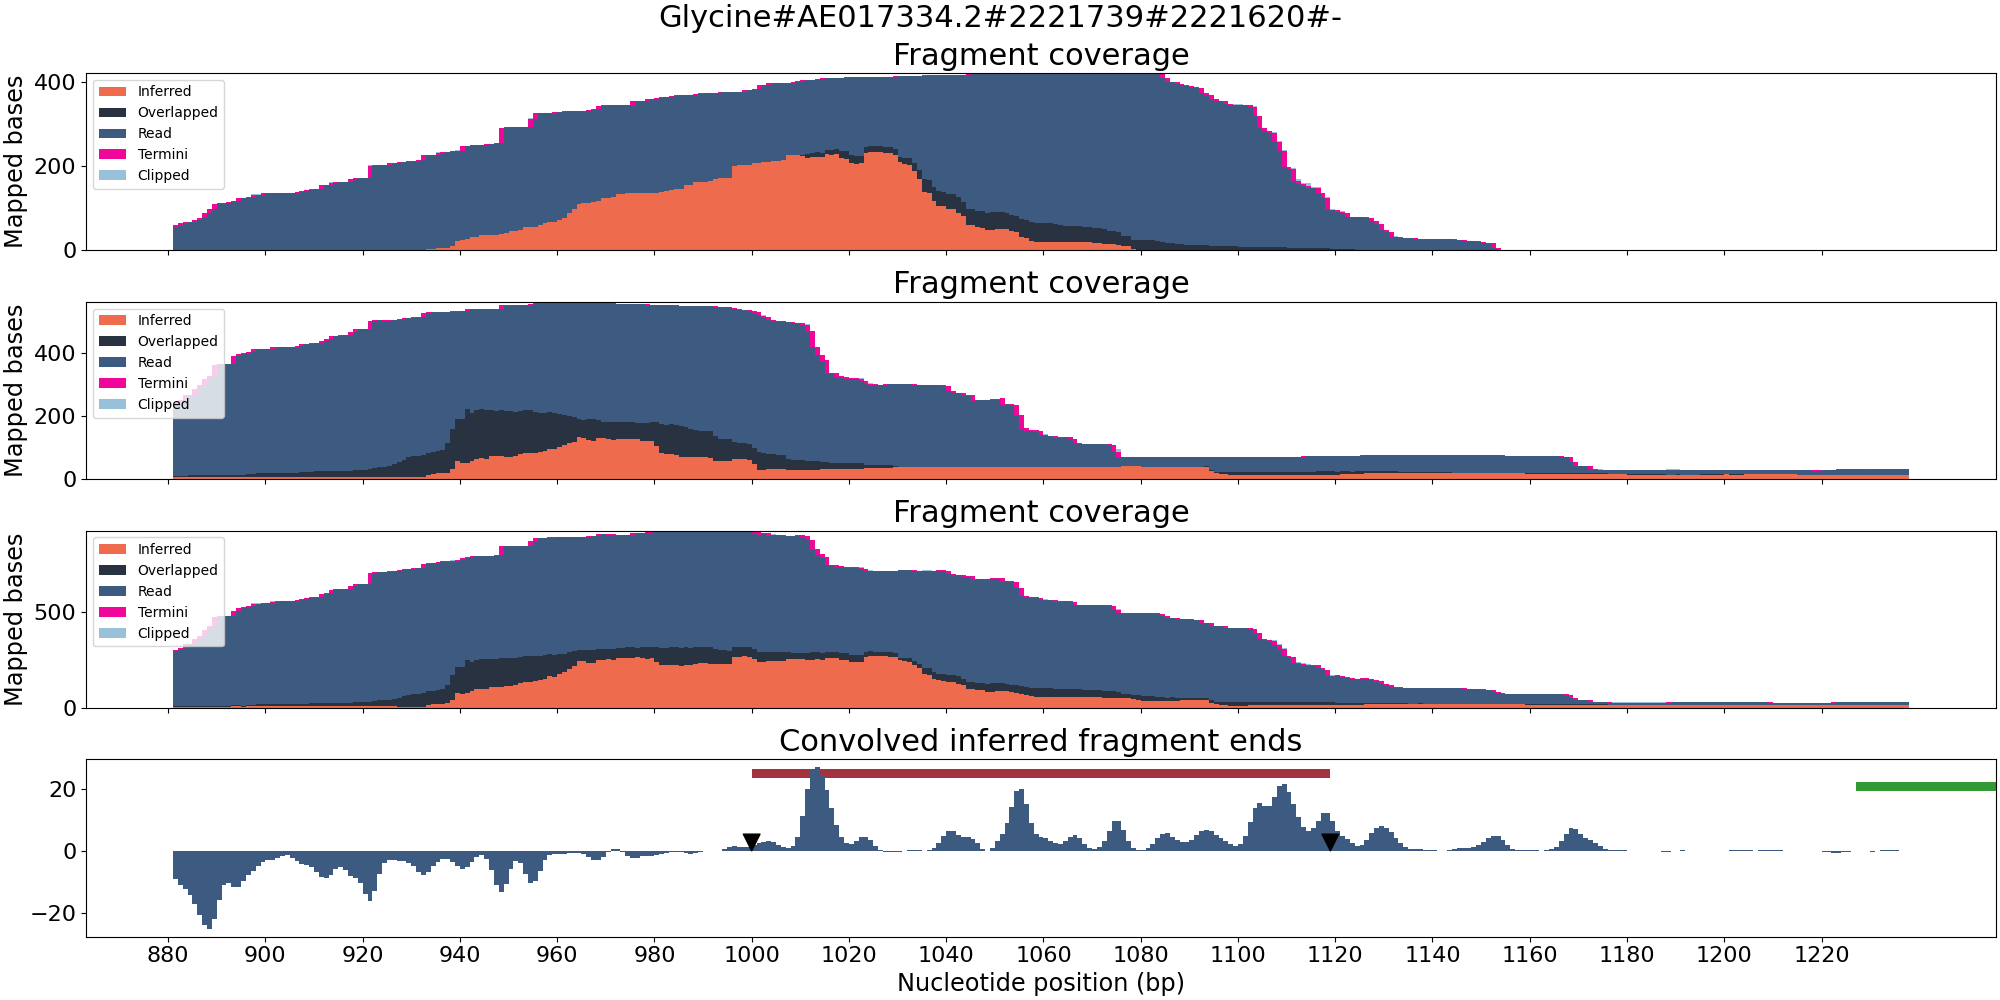 Glycine#AE017334.2#2221739#2221620#-
Fragment coverage
Mapped bases
400
200
0
Inferred
Overlapped
Read
Termini
Clipped
Fragment coverage
Mapped bases
400
200
0
Inferred
Overlapped
Read
Termini
Clipped
Fragment coverage
Mapped bases
500
0
Inferred
Overlapped
Read
Termini
Clipped
Convolved inferred fragment ends
20
0
−20
880 900 920 940 960 980 1000 1020 1040 1060 1080 1100 1120 1140 1160 1180 1200 1220
Nucleotide position (bp)